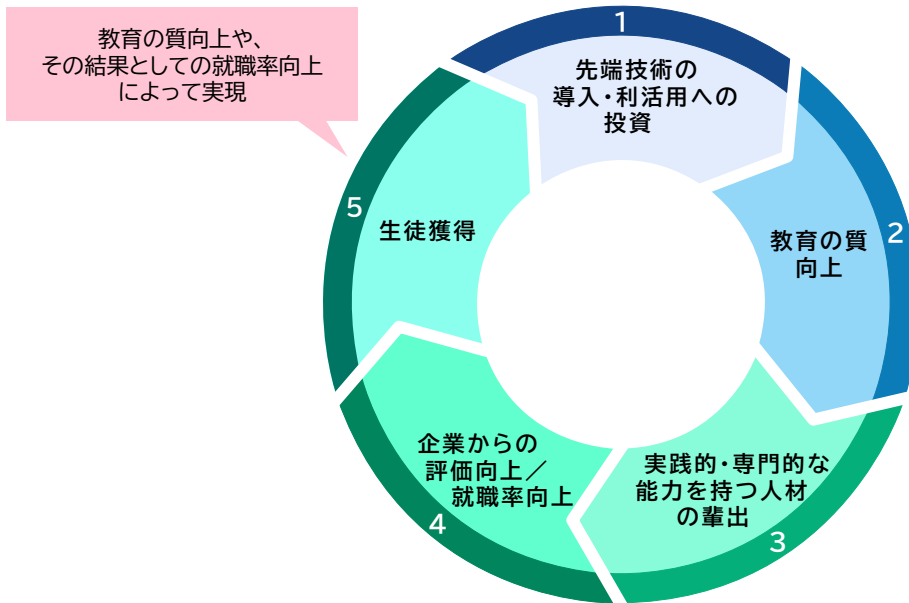 教育の質向上や、
その結果としての就職率向上
によって実現
1
先端技術の
導入・利活用への
投資
2
教育の質
向上
3
実践的・専門的な
能力を持つ人材
の輩出
4
企業からの
評価向上／
就職率向上
5
生徒獲得